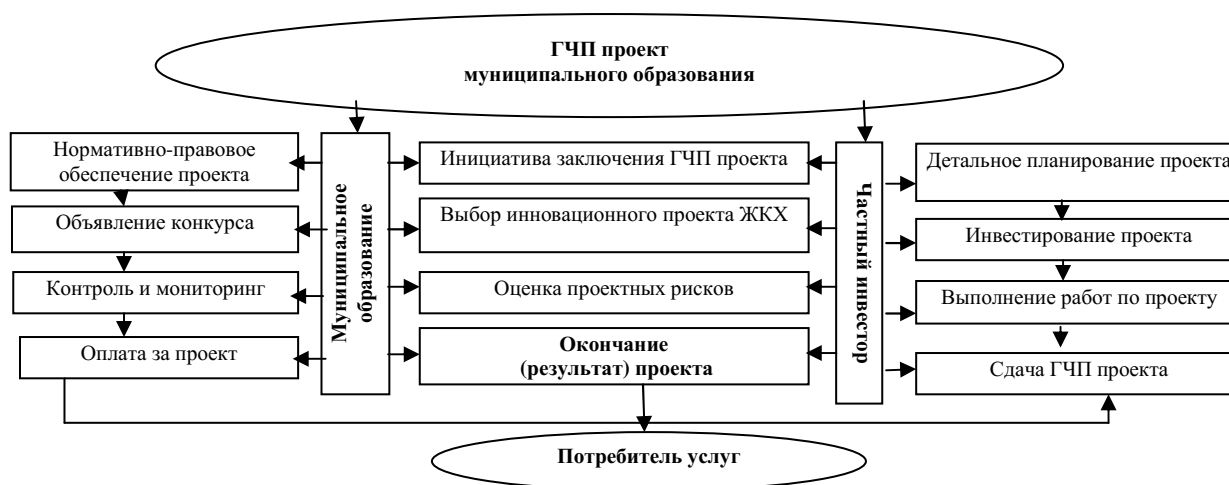 ГЧП проект
муниципального образования
Нормативно-правовое
обеспечение проекта
Объявление конкурса
Контроль и мониторинг
Оплата за проект
Муниципальное
образование
Инициатива заключения ГЧП проекта
Выбор инновационного проекта ЖКХ
Оценка проектных рисков
Окончание
(результат) проекта
Частный инвестор
Детальное планирование проекта
Инвестирование проекта
Выполнение работ по проекту
Сдача ГЧП проекта
Потребитель услуг